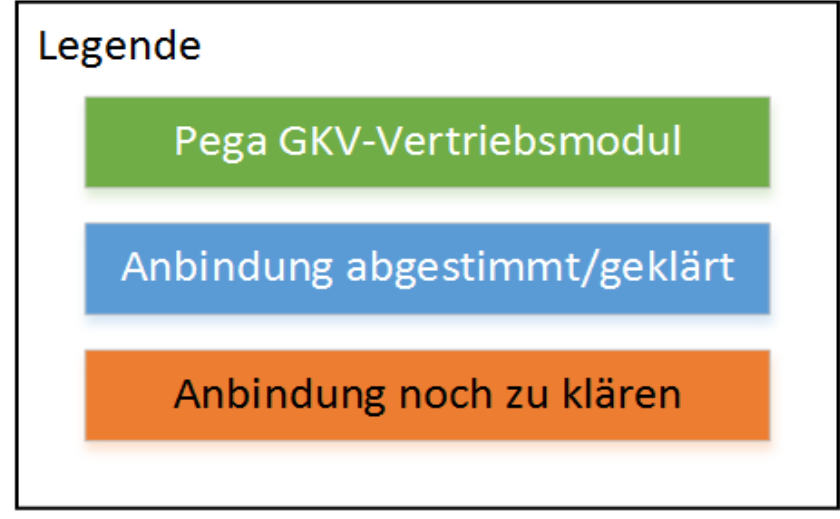 Legende
Pega GKV-Vertriebsmodul
Anbindung abgestimmt/geklärt
Anbindung noch zu klären